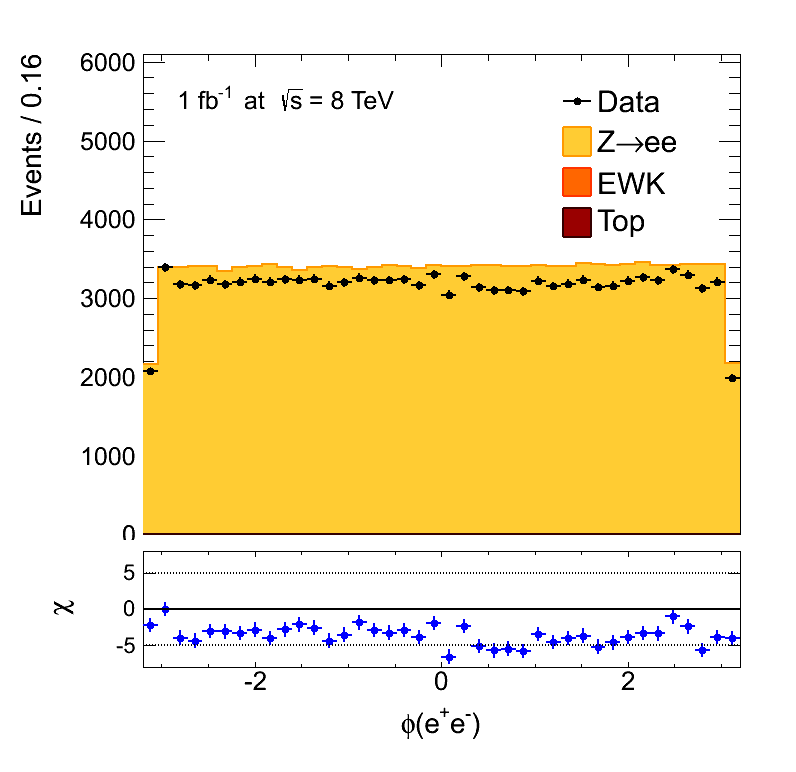 Events / 0.16
6000
5000
4000
3000
2000
1000
0
1 fb⁻¹ at √s = 8 TeV
Data
Z→ee
EWK
Top
χ
5
0
-5
-2
0
2
ϕ(e⁺e⁻)